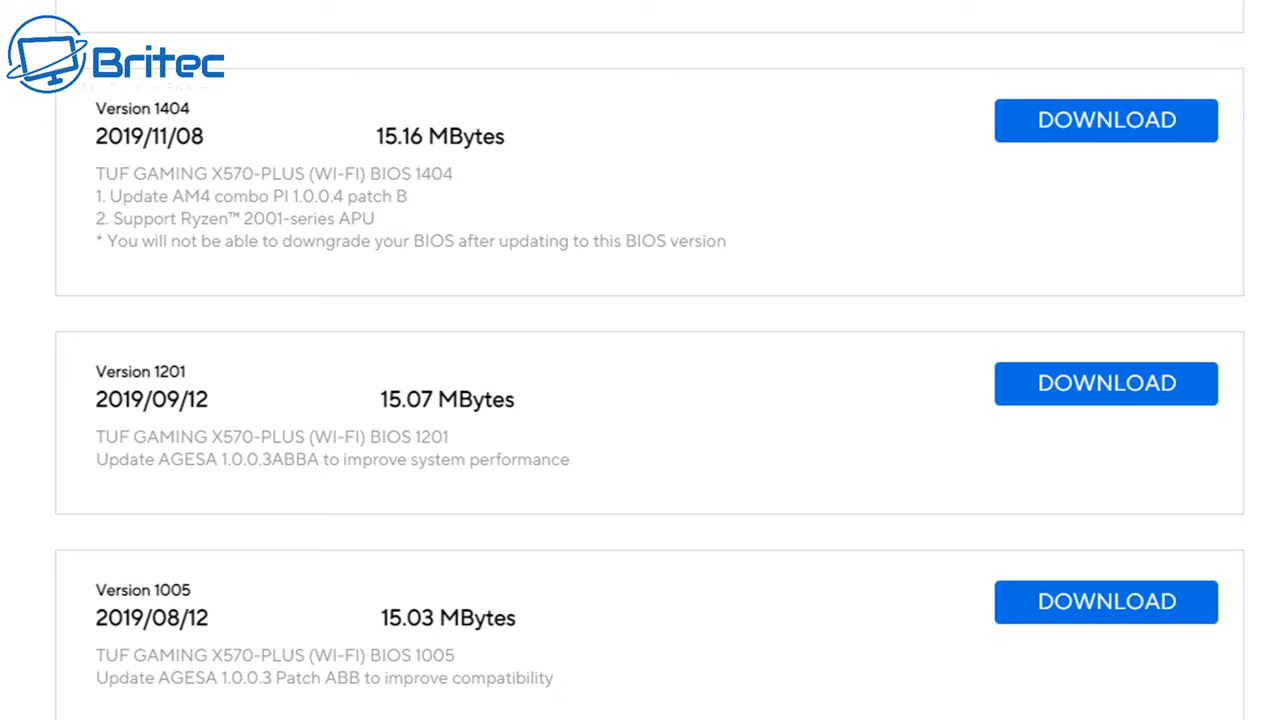 Britec
Version 1404
2019/11/08 15.16 MBytes
DOWNLOAD
TUF GAMING X570-PLUS (WI-FI) BIOS 1404
1. Update AM4 combo PI 1.0.0.4 patch B
2. Support Ryzen™ 2001-series APU
* You will not be able to downgrade your BIOS after updating to this BIOS version
Version 1201
2019/09/12 15.07 MBytes
DOWNLOAD
TUF GAMING X570-PLUS (WI-FI) BIOS 1201
Update AGESA 1.0.0.3ABBA to improve system performance
Version 1005
2019/08/12 15.03 MBytes
DOWNLOAD
TUF GAMING X570-PLUS (WI-FI) BIOS 1005
Update AGESA 1.0.0.3 Patch ABB to improve compatibility